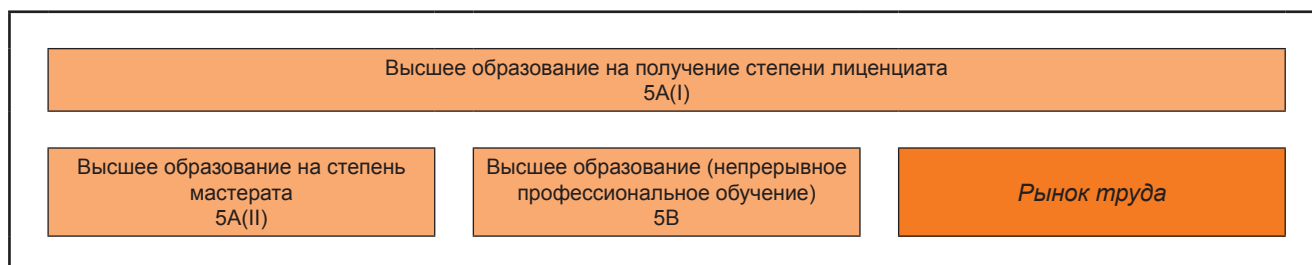 Высшее образование на получение степени лиценциата
5A(I)
Высшее образование на степень
мастерата
5A(II)
Высшее образование (непрерывное
профессиональное обучение)
5B
Рынок труда